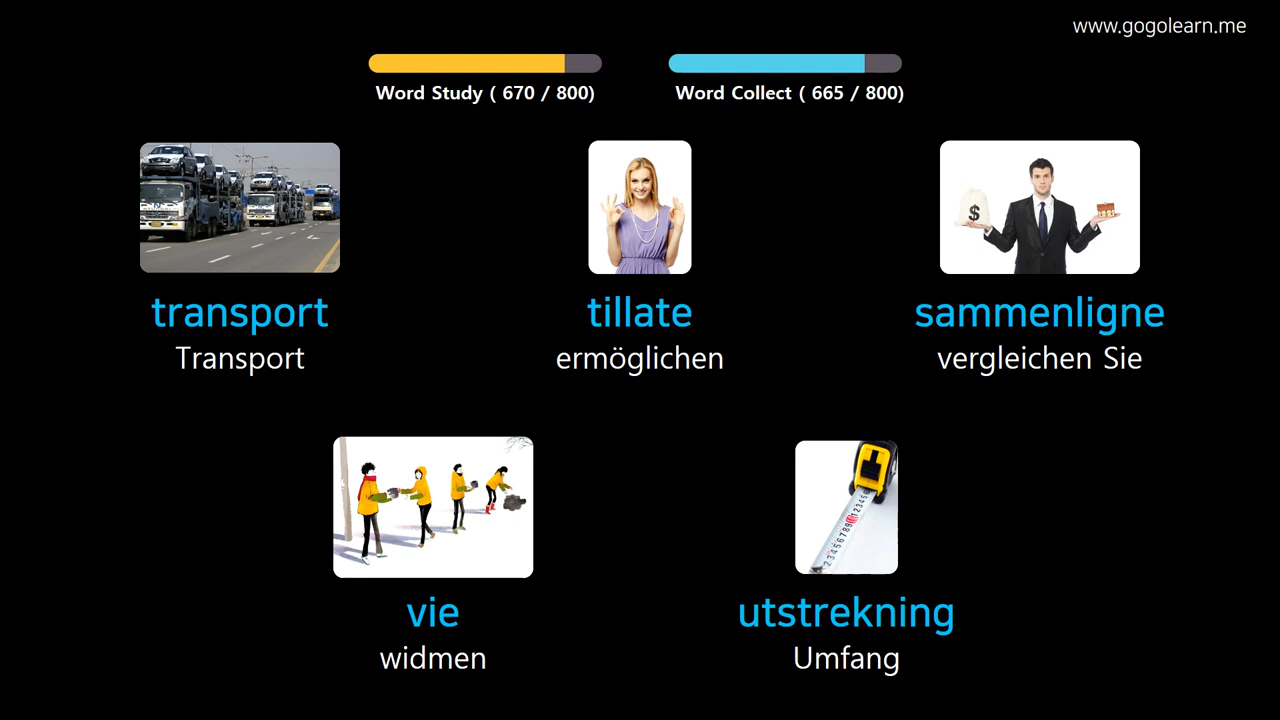 www.gogolearn.me
Word Study ( 670 / 800)
Word Collect ( 665 / 800)
$
transport
Transport
tillate
ermöglichen
sammenligne
vergleichen Sie
vie
widmen
utstrekning
Umfang